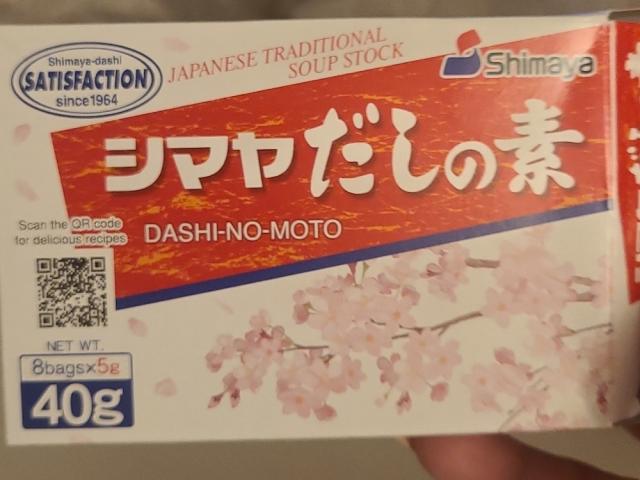 Shimaya-dashi
SATISFACTION
since1964
JAPANESE TRADITIONAL
SOUP STOCK
Shimaya
シマヤだしの素
DASHI-NO-MOTO
Scan the QR code
for delicious recipes
NET WT.
8bags×5g
40g